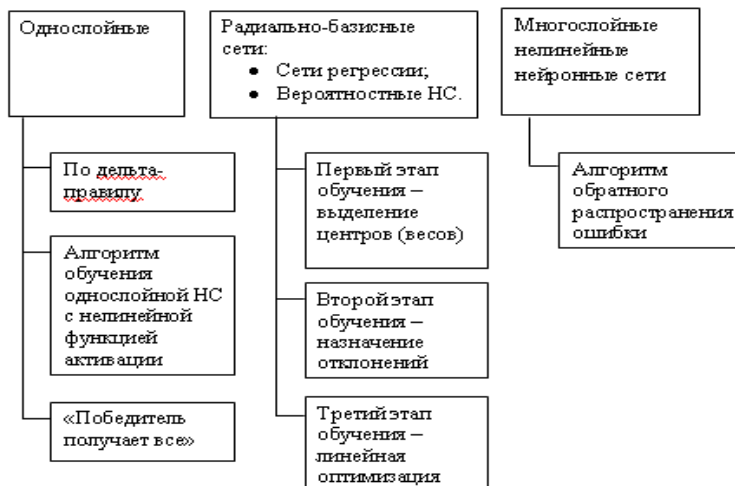 Однослойные
Радиально-базисные
сети:
● Сети регрессии;
● Вероятностные НС.
Многослойные
нелинейные
нейронные сети
По дельта-
правилу
Алгоритм
обучения
однослойной НС
с нелинейной
функцией
активации
«Победитель
получает все»
Первый этап
обучения –
выделение
центров (весов)
Второй этап
обучения –
назначение
отклонений
Третий этап
обучения –
линейная
оптимизация
Алгоритм
обратного
распространения
ошибки